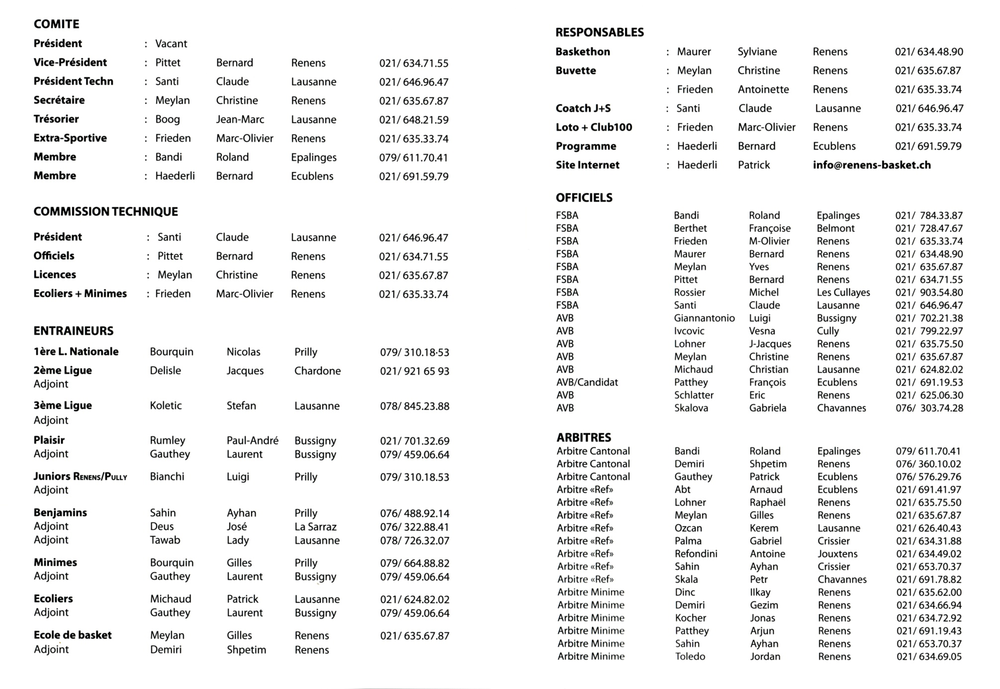 COMITE
Président : Vacant
Vice-Président : Pittet Bernard Renens 021/ 634.71.55
Président Techn : Santi Claude Lausanne 021/ 646.96.47
Secrétaire : Meylan Christine Renens 021/ 635.67.87
Trésorier : Boog Jean-Marc Lausanne 021/ 648.21.59
Extra-Sportive : Frieden Marc-Olivier Renens 021/ 635.33.74
Membre : Bandi Roland Epalinges 079/ 611.70.41
Membre : Haederli Bernard Ecublens 021/ 691.59.79
COMMISSION TECHNIQUE
Président : Santi Claude Lausanne 021/ 646.96.47
Officiels : Pittet Bernard Renens 021/ 634.71.55
Licences : Meylan Christine Renens 021/ 635.67.87
Ecoliers + Minimes : Frieden Marc-Olivier Renens 021/ 635.33.74
ENTRAINEURS
1ère L. Nationale Bourquin Nicolas Prilly 079/ 310.18·53
2ème Ligue Delisle Jacques Chardone 021/ 921 65 93
Adjoint
3ème Ligue Koletic Stefan Lausanne 078/ 845.23.88
Adjoint
Plaisir Rumley Paul-André Bussigny 021/ 701.32.69
Adjoint Gauthey Laurent Bussigny 079/ 459.06.64
Juniors RENENS/PULLY Bianchi Luigi Prilly 079/ 310.18.53
Adjoint
Benjamins Sahin Ayhan Prilly 076/ 488.92.14
Adjoint Deus José La Sarraz 076/ 322.88.41
Adjoint Tawab Lady Lausanne 078/ 726.32.07
Minimes Bourquin Gilles Prilly 079/ 664.88.82
Adjoint Gauthey Laurent Bussigny 079/ 459.06.64
Ecoliers Michaud Patrick Lausanne 021/ 624.82.02
Adjoint Gauthey Laurent Bussigny 079/ 459.06.64
Ecole de basket Meylan Gilles Renens 021/ 635.67.87
Adjoint Demiri Shpetim Renens
RESPONSABLES
Baskethon : Maurer Sylviane Renens 021/ 634.48.90
Buvette : Meylan Christine Renens 021/ 635.67.87
: Frieden Antoinette Renens 021/ 635.33.74
Coatch J+S : Santi Claude Lausanne 021/ 646.96.47
Loto + Club100 : Frieden Marc-Olivier Renens 021/ 635.33.74
Programme : Haederli Bernard Ecublens 021/ 691.59.79
Site Internet : Haederli Patrick info@renens-basket.ch
OFFICIELS
FSBA Bandi Roland Epalinges 021/ 784.33.87
FSBA Berthet Françoise Belmont 021/ 728.47.67
FSBA Frieden M-Olivier Renens 021/ 635.33.74
FSBA Maurer Bernard Renens 021/ 634.48.90
FSBA Meylan Yves Renens 021/ 635.67.87
FSBA Pittet Bernard Renens 021/ 634.71.55
FSBA Rossier Michel Les Cullayes 021/ 903.54.80
FSBA Santi Claude Lausanne 021/ 646.96.47
AVB Giannantonio Luigi Bussigny 021/ 702.21.38
AVB Ivcovic Vesna Cully 021/ 799.22.97
AVB Lohner J-Jacques Renens 021/ 635.75.50
AVB Meylan Christine Renens 021/ 635.67.87
AVB Michaud Christian Lausanne 021/ 624.82.02
AVB/Candidat Patthey François Ecublens 021/ 691.19.53
AVB Schlatter Eric Renens 021/ 625.06.30
AVB Skalova Gabriela Chavannes 076/ 303.74.28
ARBITRES
Arbitre Cantonal Bandi Roland Epalinges 079/ 611.70.41
Arbitre Cantonal Demiri Shpetim Renens 076/ 360.10.02
Arbitre Cantonal Gauthey Patrick Ecublens 076/ 576.29.76
Arbitre «Ref» Abt Arnaud Ecublens 021/ 691.41.97
Arbitre «Ref» Lohner Raphaël Renens 021/ 635.75.50
Arbitre «Ref» Meylan Gilles Renens 021/ 635.67.87
Arbitre «Ref» Ozcan Kerem Lausanne 021/ 626.40.43
Arbitre «Ref» Palma Gabriel Crissier 021/ 634.31.88
Arbitre «Ref» Refondini Antoine Jouxtens 021/ 634.49.02
Arbitre «Ref» Sahin Ayhan Crissier 021/ 653.70.37
Arbitre «Ref» Skala Petr Chavannes 021/ 691.78.82
Arbitre Minime Dinc Ilkay Renens 021/ 635.62.00
Arbitre Minime Demiri Gezim Renens 021/ 634.66.94
Arbitre Minime Kocher Jonas Renens 021/ 634.72.92
Arbitre Minime Patthey Arjun Renens 021/ 691.19.43
Arbitre Minime Sahin Ayhan Renens 021/ 653.70.37
Arbitre Minime Toledo Jordan Renens 021/ 634.69.05